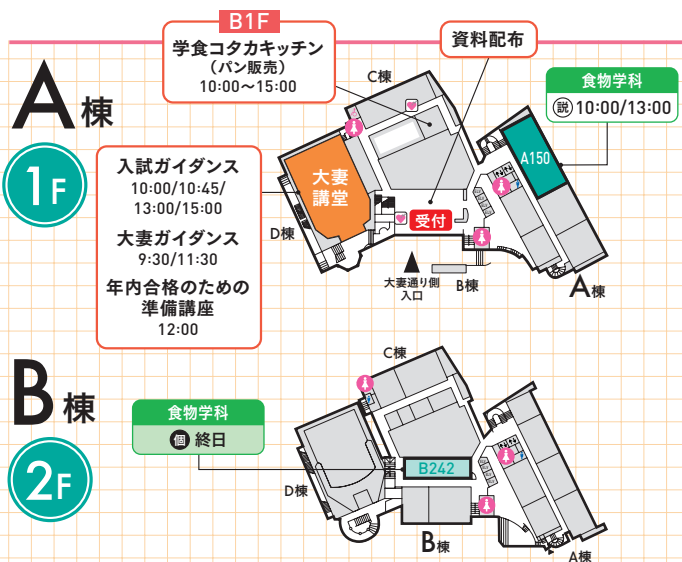 B1F
学食コタカキッチン
（パン販売）
10:00〜15:00
資料配布
A棟
1F
C棟
食物学科
説 10:00/13:00
A150
入試ガイダンス
10:00/10:45/
13:00/15:00
大妻ガイダンス
9:30/11:30
年内合格のための
準備講座
12:00
大妻
講堂
D棟
受付
大妻通り側
入口
B棟
A棟
B棟
2F
C棟
食物学科
個 終日
B242
D棟
B棟
A棟